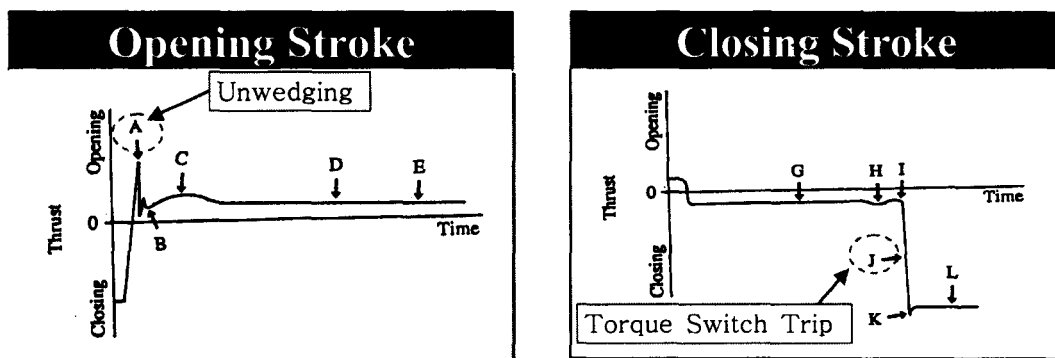 Opening Stroke
Unwedging
Opening
A
C
D
E
0
B
Time
Thrust
Closing
Closing Stroke
Opening
G
H
I
0
Time
Thrust
Closing
J
L
K
Torque Switch Trip